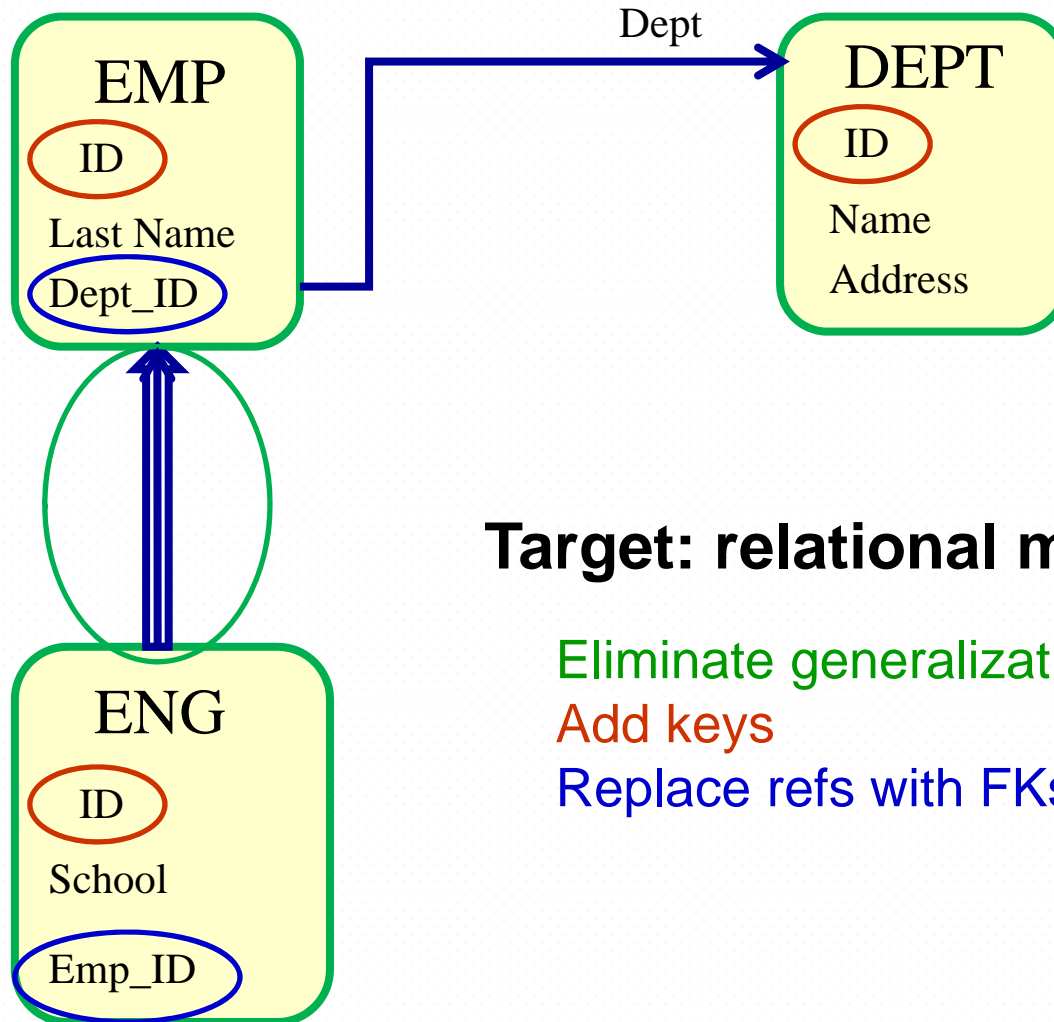 Dept
EMP
ID
Last Name
Dept_ID
DEPT
ID
Name
Address
Target: relational
Eliminate
Add keys
Replace refs with FKs
ENG
ID
School
Emp_ID